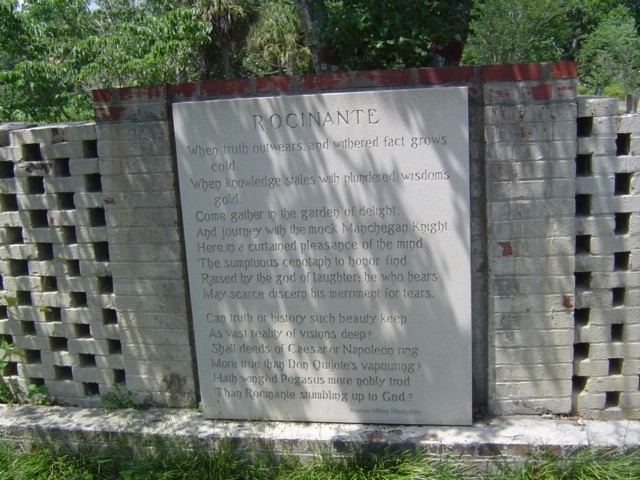 ROCINANTE
When truth outwears, and withered fact grows
cold,
When knowledge stales with plundered wisdoms
gold.
Come gather in the garden of delight,
And journey with the mock Manchegan Knight.
Here in a curtained pleasance of the mind
The sumptuous cenotaph to honor find
Raised by the god of laughter; he who hears
May scarce discern his merriment for tears.
Can truth or history such beauty keep
As vast reality of visions deep?
Shall deeds of Caesar or Napoleon ring
More true than Don Quijote's vapouring?
Hath winged Pegasus more nobly trod
Than Rocinante stumbling up to God?
Archer Milton Huntington